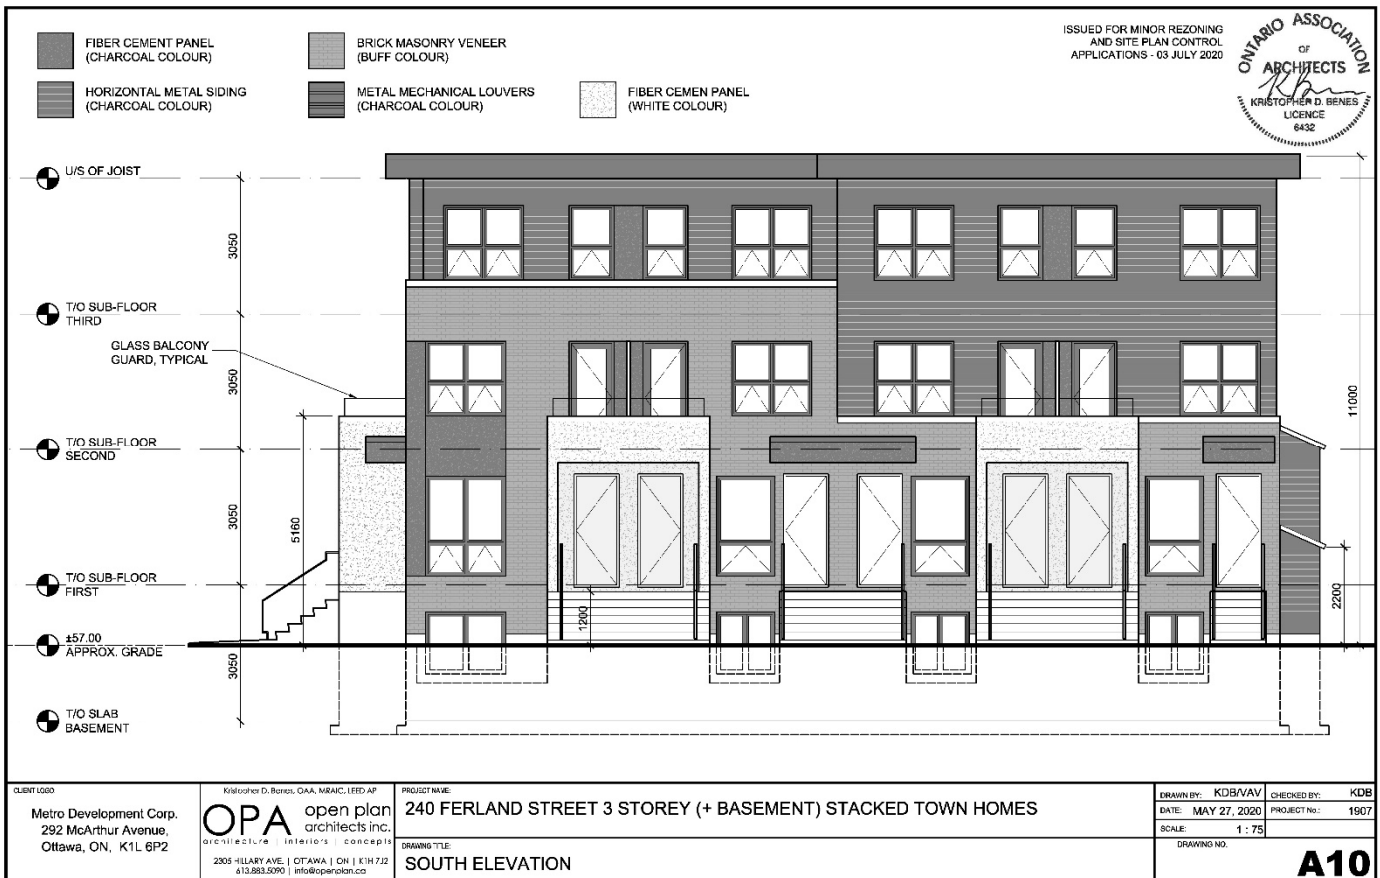 FIBER CEMENT PANEL
(CHARCOAL COLOUR)
BRICK MASONRY VENEER
(BUFF COLOUR)
HORIZONTAL METAL SIDING
(CHARCOAL COLOUR)
METAL MECHANICAL LOUVERS
(CHARCOAL COLOUR)
FIBER CEMEN PANEL
(WHITE COLOUR)
ISSUED FOR MINOR REZONING
AND SITE PLAN CONTROL
APPLICATIONS - 03 JULY 2020
ONTARIO ASSOCIATION
OF
ARCHITECTS
KRISTOPHER D. BENES
LICENCE
6432
U/S OF JOIST
3050
T/O SUB-FLOOR
THIRD
GLASS BALCONY
GUARD, TYPICAL
3050
11000
T/O SUB-FLOOR
SECOND
3050
5160
T/O SUB-FLOOR
FIRST
1200
2200
±57.00
APPROX. GRADE
3050
T/O SLAB
BASEMENT
CLIENT LOGO
Metro Development Corp.
292 McArthur Avenue,
Ottawa, ON, K1L 6P2
Kristopher D. Benes, OAA, MRAIC, LEED AP
OPA open plan
architects inc.
architecture | interiors | concepts
2305 HILLARY AVE. | OTTAWA | ON | K1H 7J2
613.883.5090 | info@openplan.ca
PROJECT NAME:
240 FERLAND STREET 3 STOREY (+ BASEMENT) STACKED TOWN HOMES
DRAWING TITLE:
SOUTH ELEVATION
DRAWN BY: KDB/VAV
CHECKED BY: KDB
DATE: MAY 27, 2020
PROJECT No.: 1907
SCALE: 1 : 75
DRAWING NO.
A10